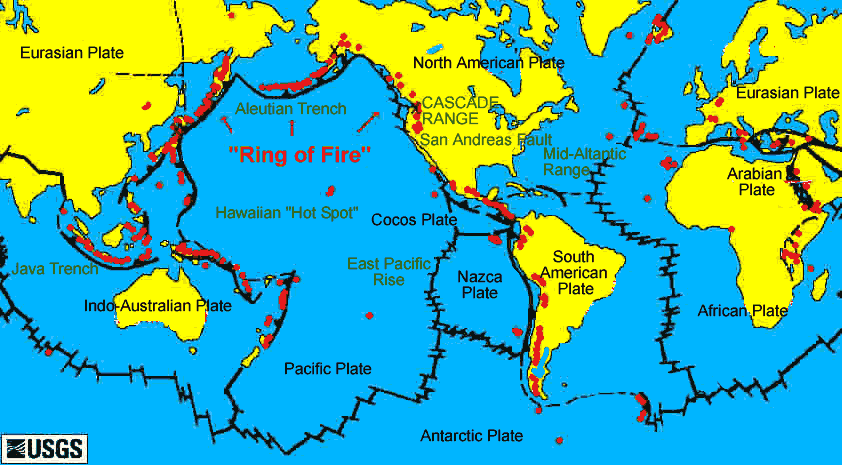 Eurasian Plate
North American Plate
Eurasian Plate
Aleutian Trench
CASCADE
RANGE
"Ring of Fire"
San Andreas Fault
Mid-Altantic
Range
Arabian
Plate
Hawaiian "Hot Spot"
Cocos Plate
Java Trench
East Pacific
Rise
South
American
Plate
Nazca
Plate
Indo-Australian Plate
African Plate
Pacific Plate
Antarctic Plate
USGS